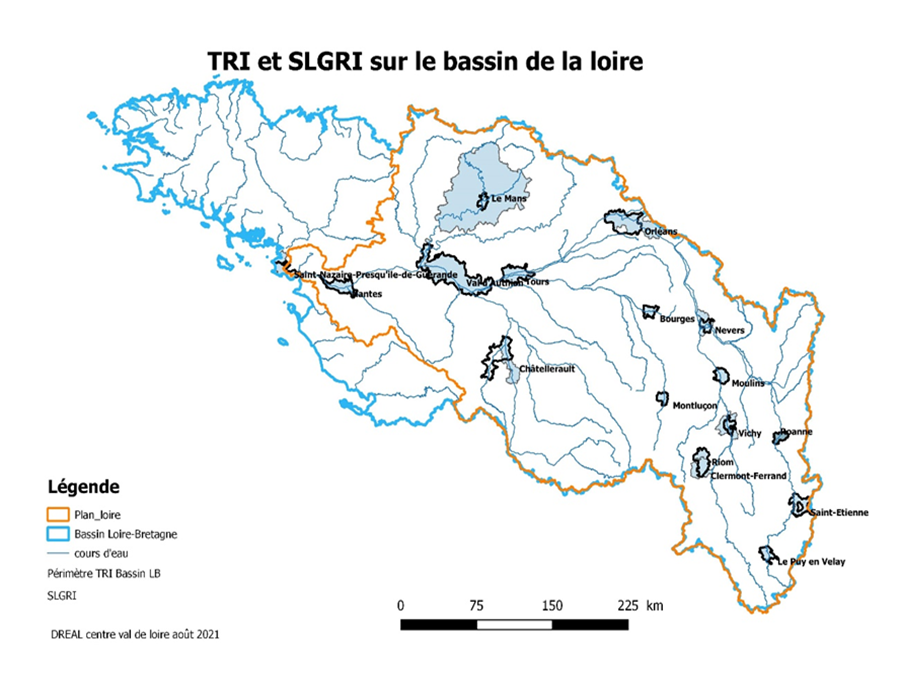 TRI et SLGRI sur le bassin de la loire
Le Mans
Orléans
Saint-Nazaire-Presqu'ile-de-Guérande
Val d'Authion Tours
Nantes
Bourges
Nevers
Châtellerault
Moulins
Montluçon
Vichy
Roanne
Riom
Clermont-Ferrand
Saint-Etienne
Le Puy en Velay
Légende
Plan_loire
Bassin Loire-Bretagne
cours d'eau
Périmètre TRI Bassin LB
SLGRI
0 75 150 225 km
DREAL centre val de loire août 2021